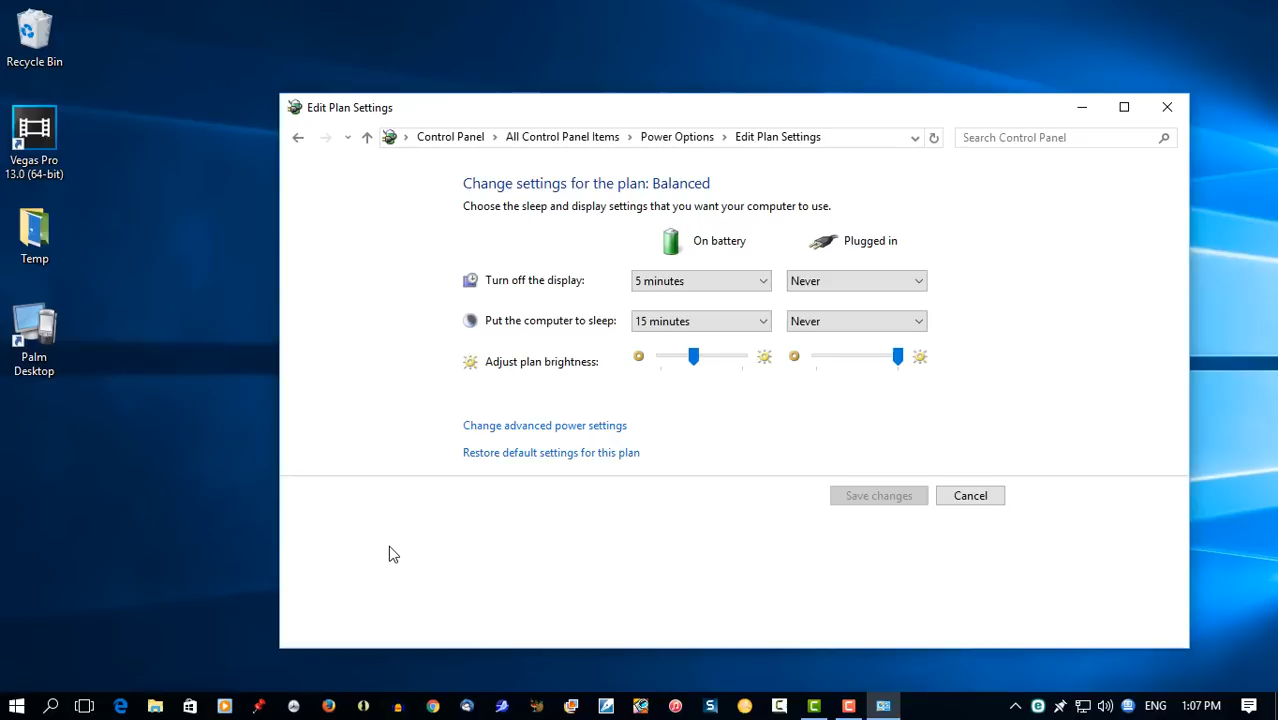 Recycle Bin
Vegas Pro
13.0 (64-bit)
Temp
Palm
Desktop
Edit Plan Settings
Control Panel
All Control Panel Items
Power Options
Edit Plan Settings
Search Control Panel
Change settings for the plan: Balanced
Choose the sleep and display settings that you want your computer to use.
On battery
Plugged in
Turn off the display:
5 minutes
Never
Put the computer to sleep:
15 minutes
Never
Adjust plan brightness:
Change advanced power settings
Restore default settings for this plan
Save changes
Cancel
ENG
1:07 PM